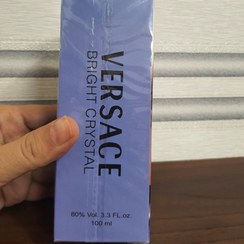 VERSACE
BRIGHT CRYSTAL
80% Vol. 3.3 FL.oz
100 ml